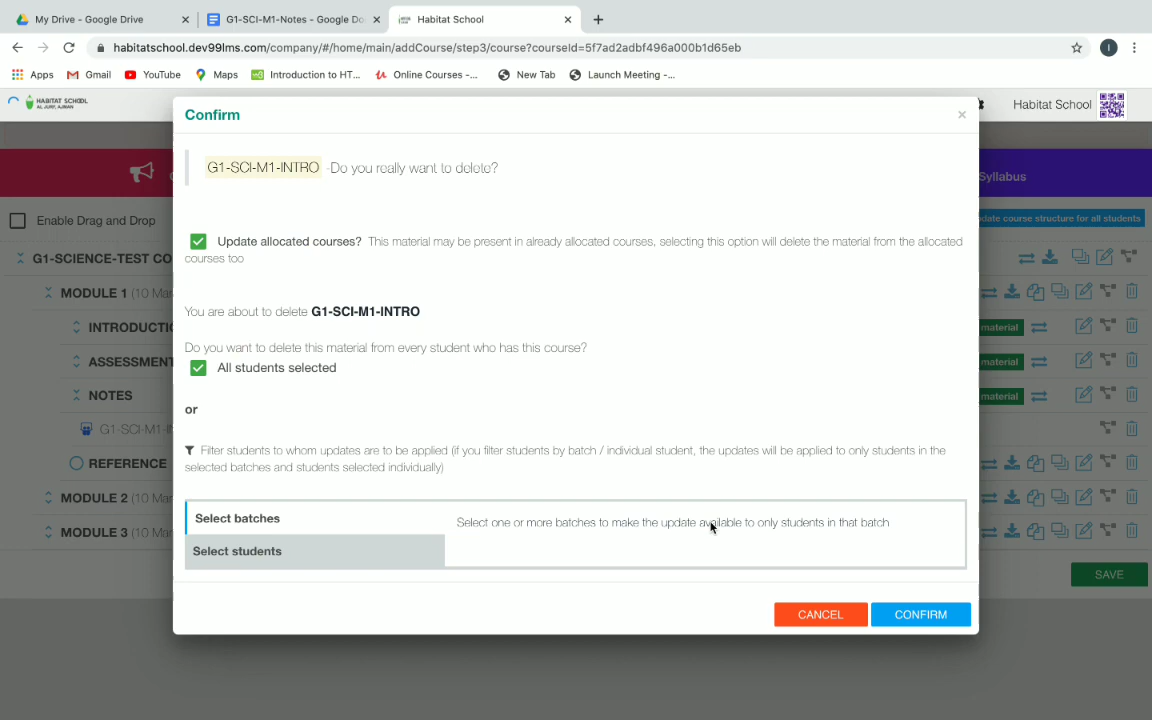 My Drive - Google Drive
G1-SCI-M1-Notes - Google Do
Habitat School
habitatschool.dev99lms.com/company/#/home/main/addCourse/step3/course?courseId=5f7ad2adbf496a000b1d65eb
I
Apps
Gmail
YouTube
Maps
Introduction to HT...
Online Courses -...
New Tab
Launch Meeting -...
HABITAT SCHOOL
AL JURF, AJMAN
Habitat School
Confirm
×
G1-SCI-M1-INTRO -Do you really want to delete?
Syllabus
Enable Drag and Drop
date course structure for all students
Update allocated courses? This material may be present in already allocated courses, selecting this option will delete the material from the allocated
courses too
G1-SCIENCE-TEST CO
MODULE 1 (10 Mar
You are about to delete G1-SCI-M1-INTRO
INTRODUCTIO
material
Do you want to delete this material from every student who has this course?
All students selected
ASSESSMENT
material
NOTES
material
or
G1-SCI-M1-I
Filter students to whom updates are to be applied (if you filter students by batch / individual student, the updates will be applied to only students in the
selected batches and students selected individually)
REFERENCE
MODULE 2 (10 Mar
Select batches
Select one or more batches to make the update available to only students in that batch
MODULE 3 (10 Mar
Select students
SAVE
CANCEL
CONFIRM